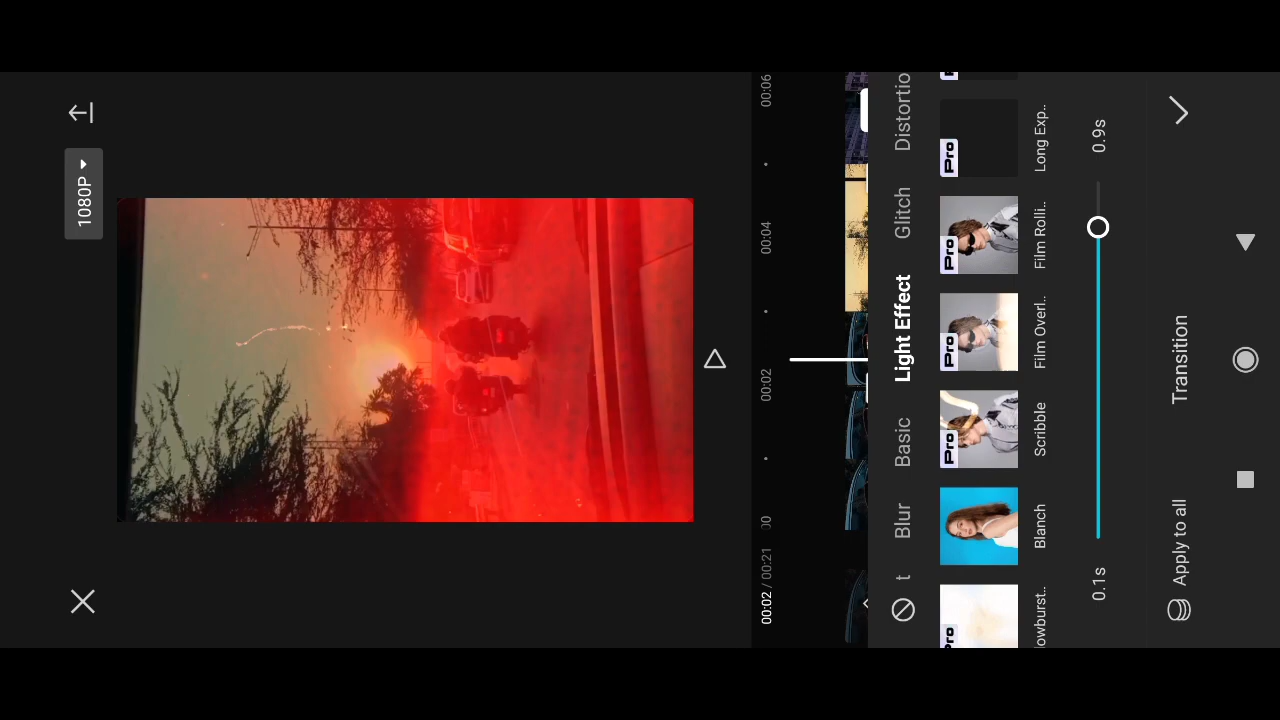 1080P
00:02 / 00:21
00
00:02
00:04
00:06
t
Blur
Basic
Light Effect
Glitch
Distortio
Pro
Pro
Pro
Pro
Pro
Pro
lowburst..
Blanch
Scribble
Film Overl..
Film Rolli..
Long Exp..
0.1s
0.9s
Apply to all
Transition